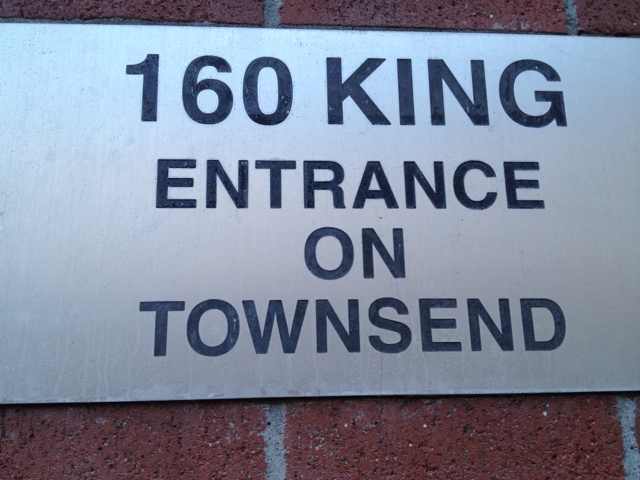 160 KING
ENTRANCE
ON
TOWNSEND